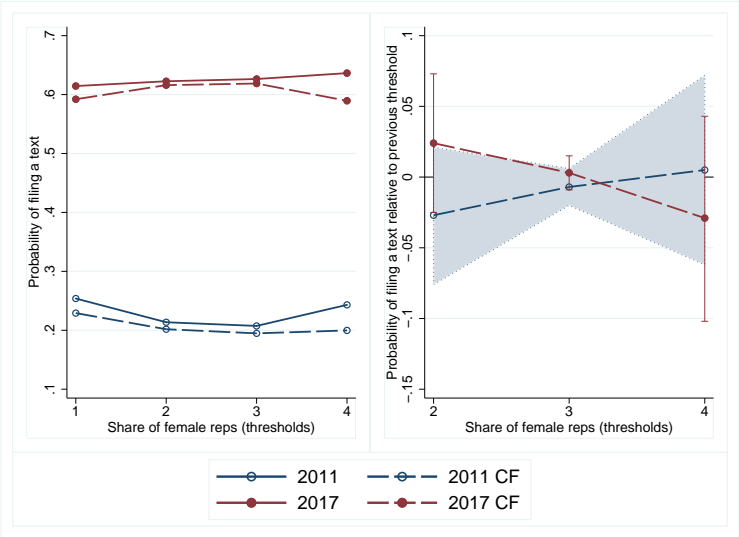 Probability of filing a text
.7
.6
.5
.4
.3
.2
.1
1 2 3 4
Share of female reps (thresholds)
Probability of filing a text relative to previous threshold
.1
.05
0
-.05
-.1
-.15
2 3 4
Share of female reps (thresholds)
2011 2011 CF
2017 2017 CF